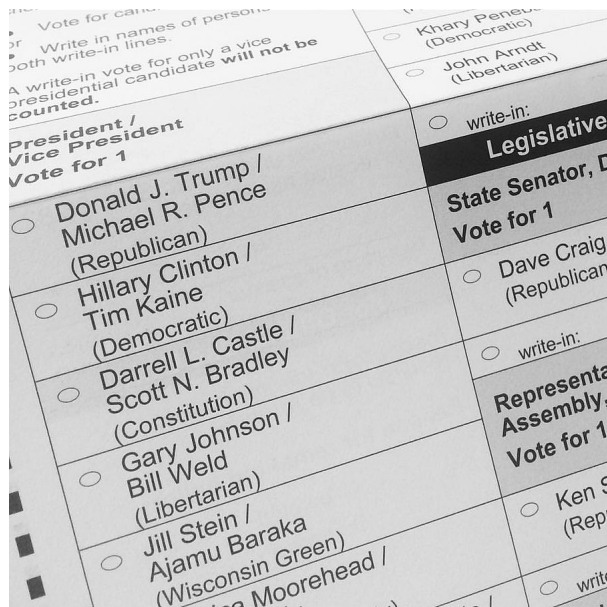 Vote for
Write in names of persons
both write-in lines.
A write-in vote for only a vice
presidential candidate will not be
counted.
President /
Vice President
Vote for 1
Donald J. Trump /
Michael R. Pence
(Republican)
Hillary Clinton /
Tim Kaine
(Democratic)
Darrell L. Castle /
Scott N. Bradley
(Constitution)
Gary Johnson /
Bill Weld
(Libertarian)
Jill Stein /
Ajamu Baraka
(Wisconsin Green)
Moorehead /
Khary
(Democratic)
John Arndt
(Libertarian)
write-in:
Legislative
State Senator,
Vote for 1
Dave Craig
(Republican
write-in:
Assembly,
Vote for 1
Ken